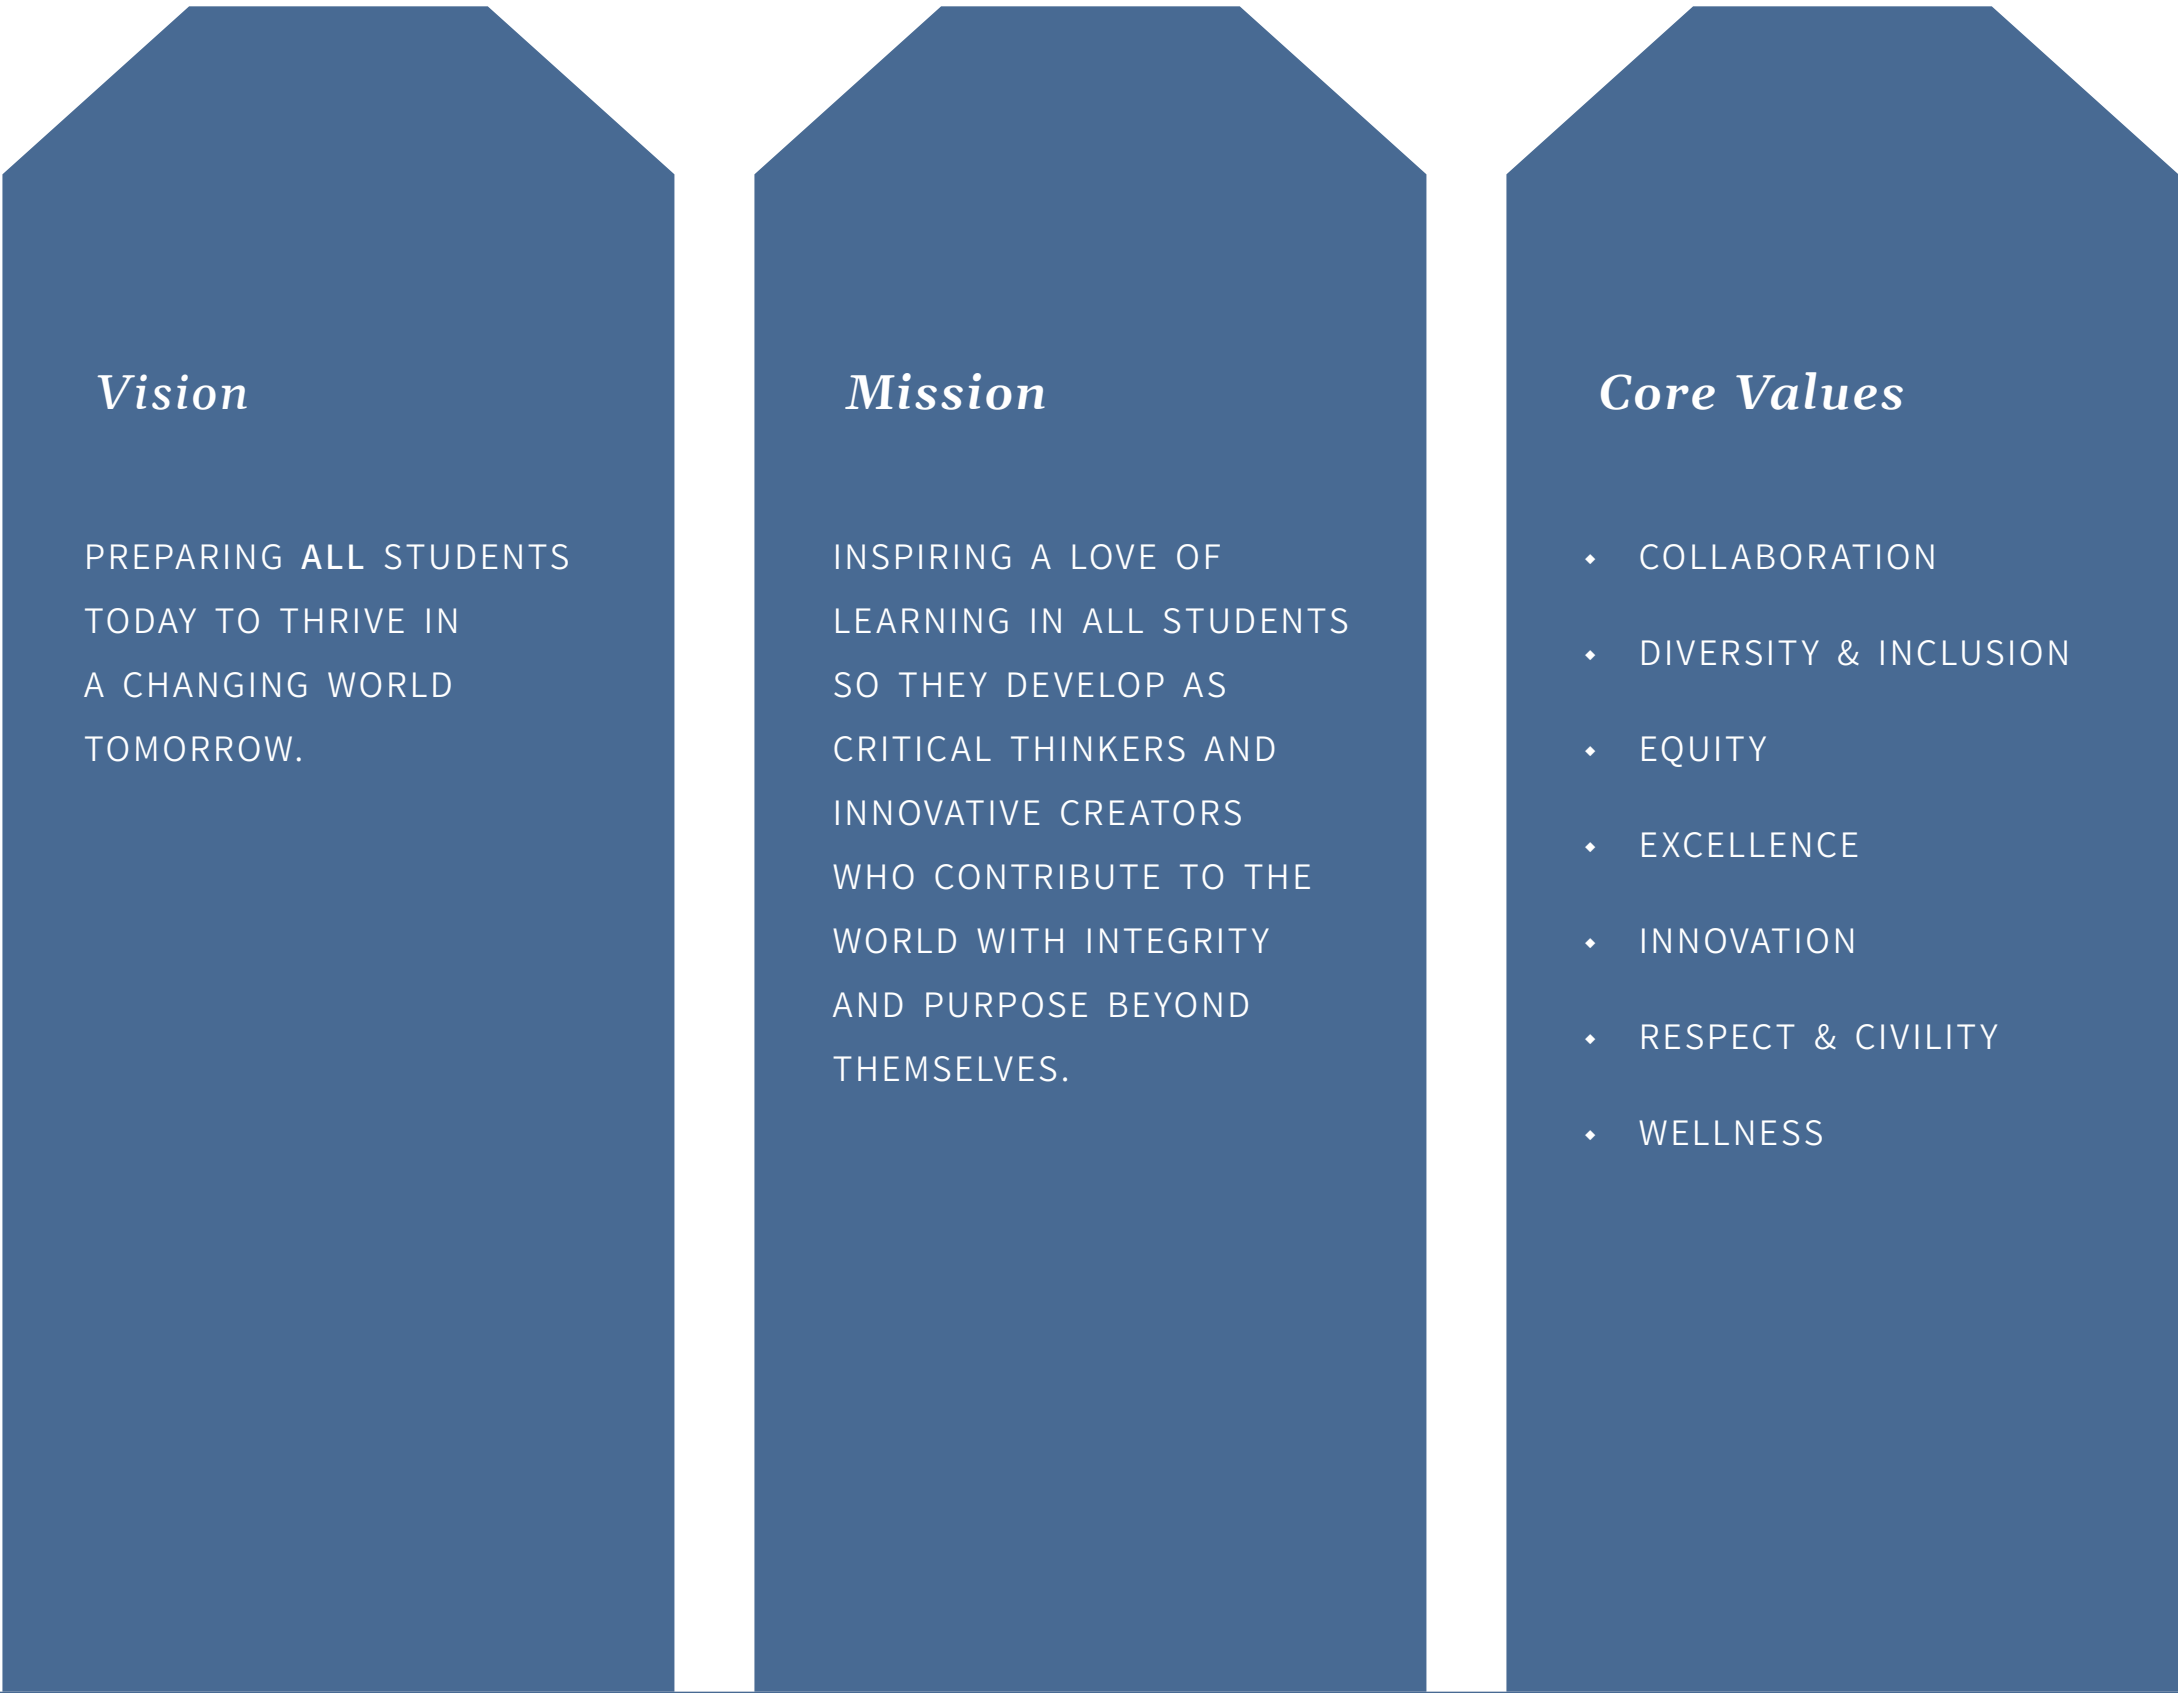 Vision
PREPARING ALL STUDENTS
TODAY TO THRIVE IN
A CHANGING WORLD
TOMORROW.
Mission
INSPIRING A LOVE OF
LEARNING IN ALL STUDENTS
SO THEY DEVELOP AS
CRITICAL THINKERS AND
INNOVATIVE CREATORS
WHO CONTRIBUTE TO THE
WORLD WITH INTEGRITY
AND PURPOSE BEYOND
THEMSELVES.
Core Values
⬩ COLLABORATION
⬩ DIVERSITY & INCLUSION
⬩ EQUITY
⬩ EXCELLENCE
⬩ INNOVATION
⬩ RESPECT & CIVILITY
⬩ WELLNESS